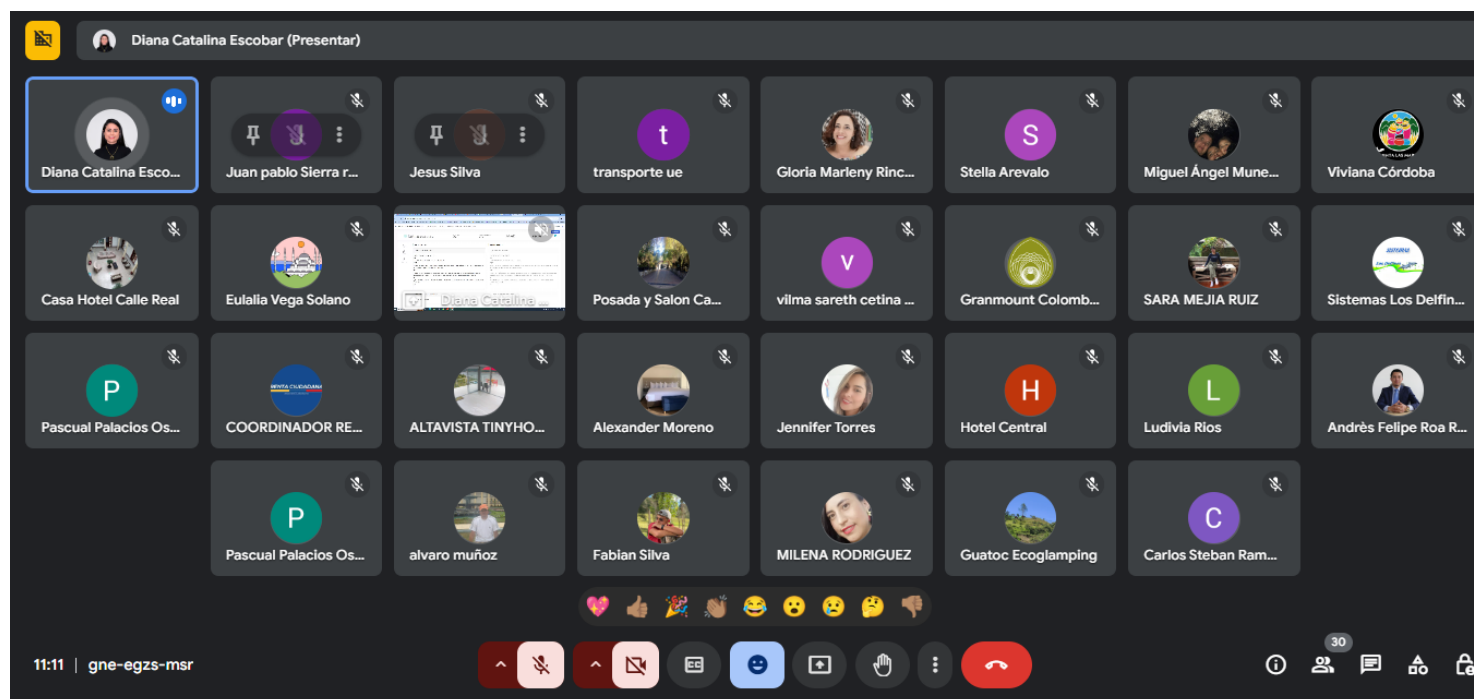 Diana Catalina Escobar (Presentar)
Diana Catalina Esco...
Juan pablo Sierra r...
Jesus Silva
t
transporte ue
Gloria Marleny Rinc...
S
Stella Arevalo
Miguel Ángel Mune...
Viviana Córdoba
Casa Hotel Calle Real
Eulalia Vega Solano
Diana Catalina ...
Posada y Salon Ca...
V
vilma sareth cetina ...
Granmount Colomb...
SARA MEJIA RUIZ
Sistemas Los Delfin...
P
Pascual Palacios Os...
COORDINADOR RE...
ALTAVISTA TINYHO...
Alexander Moreno
Jennifer Torres
H
Hotel Central
L
Ludivia Rios
Andrès Felipe Roa R...
P
Pascual Palacios Os...
alvaro muñoz
Fabian Silva
MILENA RODRIGUEZ
Guatoc Ecoglamping
C
Carlos Steban Ram...
11:11 | gne-egzs-msr
30